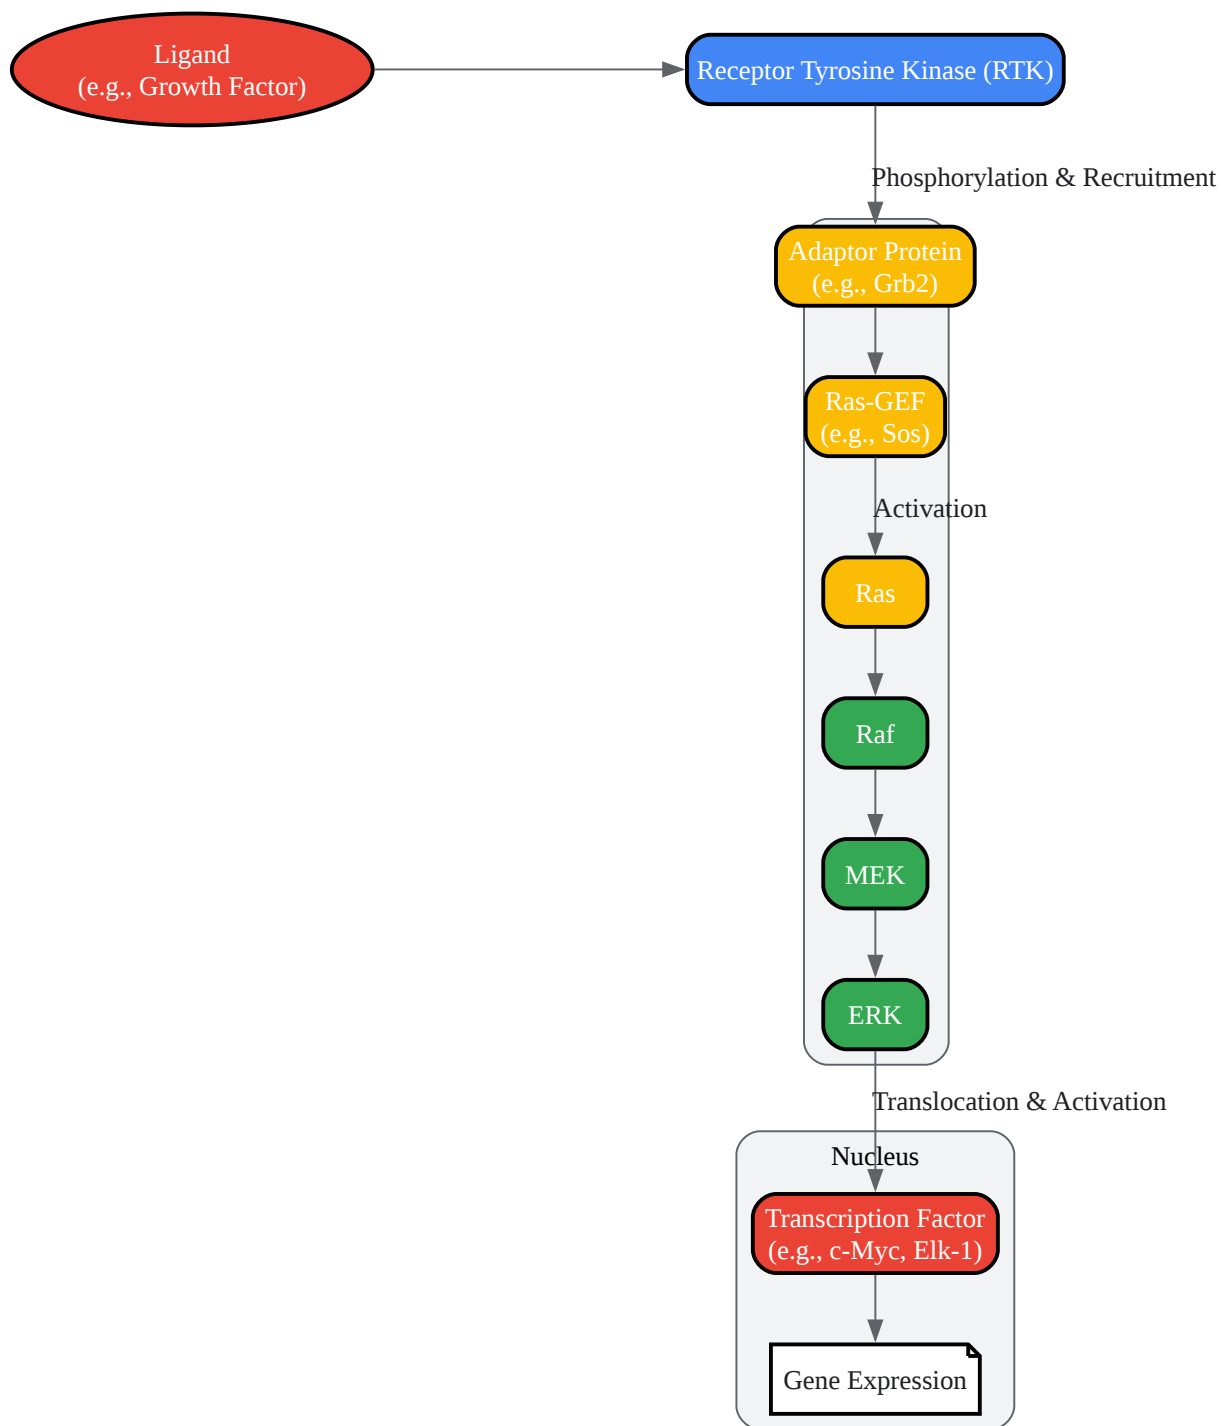 Ligand
(e.g., Growth Factor)
Receptor Tyrosine Kinase (RTK)
Phosphorylation & Recruitment
Adaptor Protein
(e.g., Grb2)
Ras-GEF
(e.g., Sos)
Activation
Ras
Raf
MEK
ERK
Translocation & Activation
Nucleus
Transcription Factor
(e.g., c-Myc, Elk-1)
Gene Expression